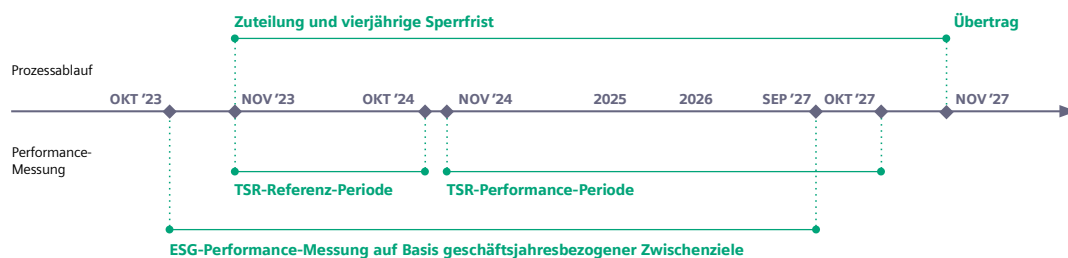 Zuteilung und vierjährige Sperrfrist
Übertrag
Prozessablauf
OKT ’23
NOV ’23
OKT ’24
NOV ’24
2025
2026
SEP ’27
OKT ’27
NOV ’27
Performance-
Messung
TSR-Referenz-Periode
TSR-Performance-Periode
ESG-Performance-Messung auf Basis geschäftsjahresbezogener Zwischenziele